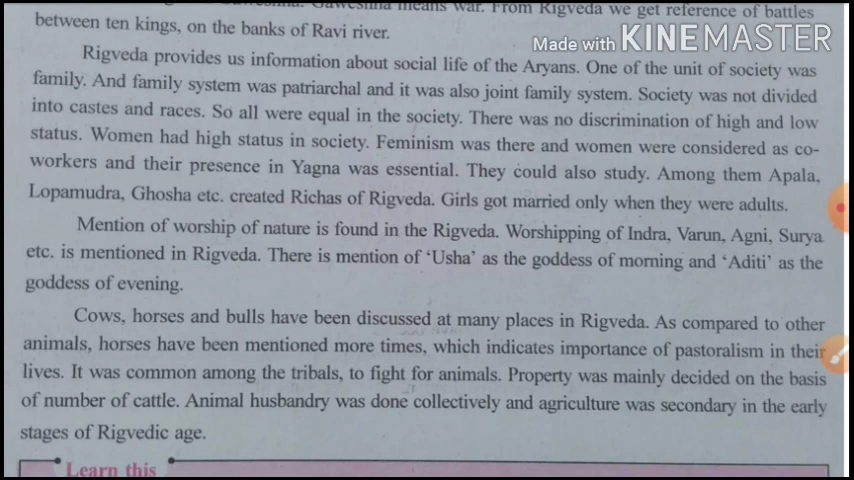 means war. From Rigveda we get reference of battles
between ten kings, on the banks of Ravi river.
Made with KINEMASTER
Rigveda provides us information about social life of the Aryans. One of the unit of society was
family. And family system was patriarchal and it was also joint family system. Society was not divided
into castes and races. So all were equal in the society. There was no discrimination of high and low
status. Women had high status in society. Feminism was there and women were considered as co-
workers and their presence in Yagna was essential. They could also study. Among them Apala,
Lopamudra, Ghosha etc. created Richas of Rigveda. Girls got married only when they were adults.
Mention of worship of nature is found in the Rigveda. Worshipping of Indra, Varun, Agni, Surya
etc. is mentioned in Rigveda. There is mention of ‘Usha’ as the goddess of morning and ‘Aditi’ as the
goddess of evening.
Cows, horses and bulls have been discussed at many places in Rigveda. As compared to other
animals, horses have been mentioned more times, which indicates importance of pastoralism in their
lives. It was common among the tribals, to fight for animals. Property was mainly decided on the basis
of number of cattle. Animal husbandry was done collectively and agriculture was secondary in the early
stages of Rigvedic age.
Learn this